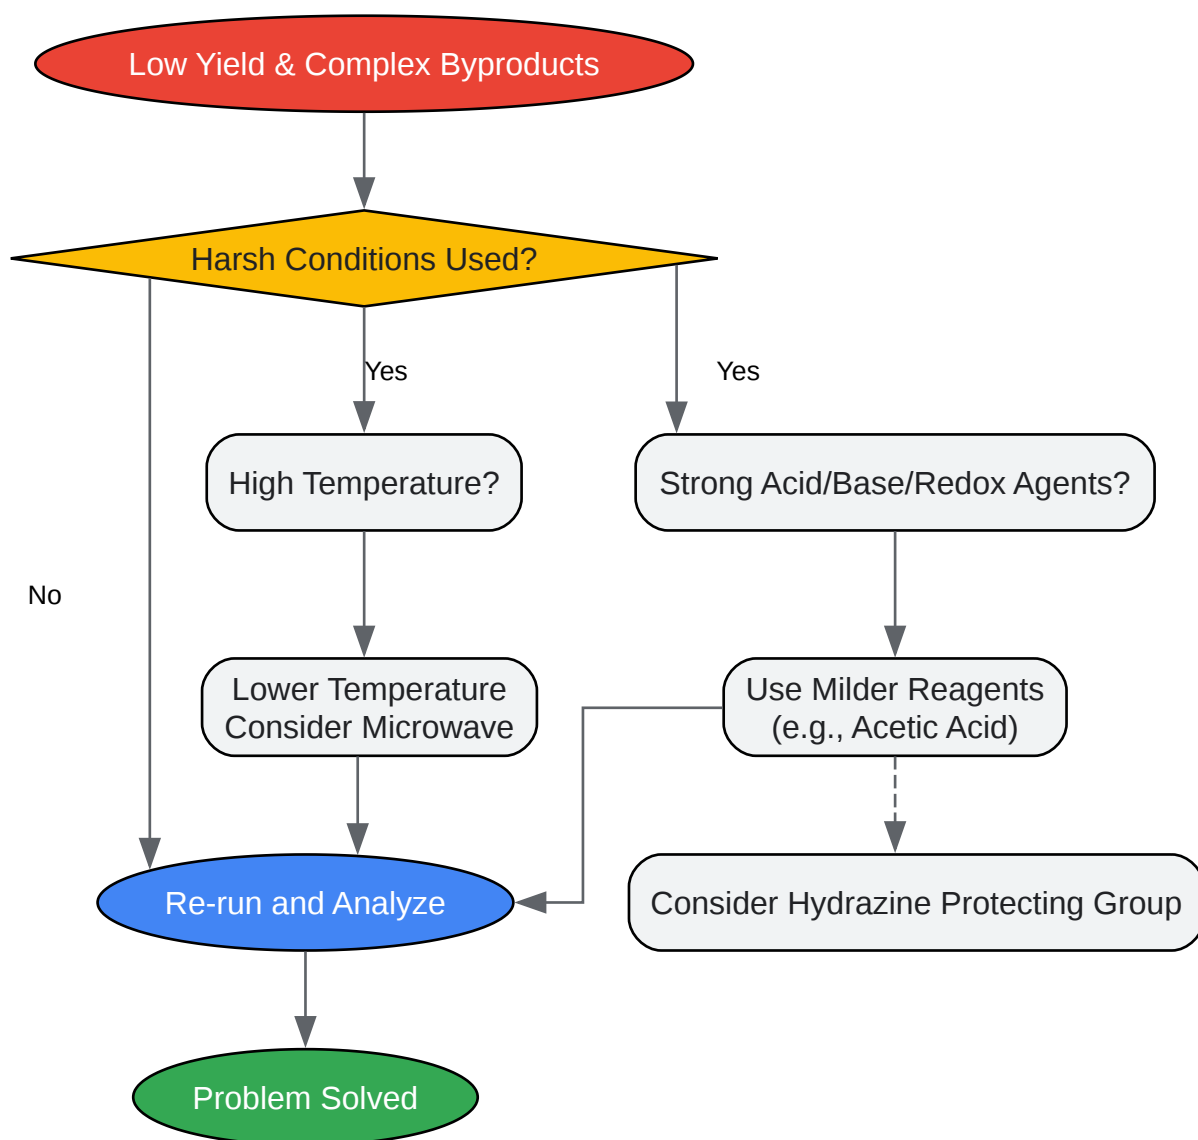 Low Yield & Complex Byproducts
Harsh Conditions Used?
Yes
Yes
High Temperature?
Strong Acid/Base/Redox Agents?
No
Lower Temperature
Consider Microwave
Use Milder Reagents
(e.g., Acetic Acid)
Re-run and Analyze
Consider Hydrazine Protecting Group
Problem Solved